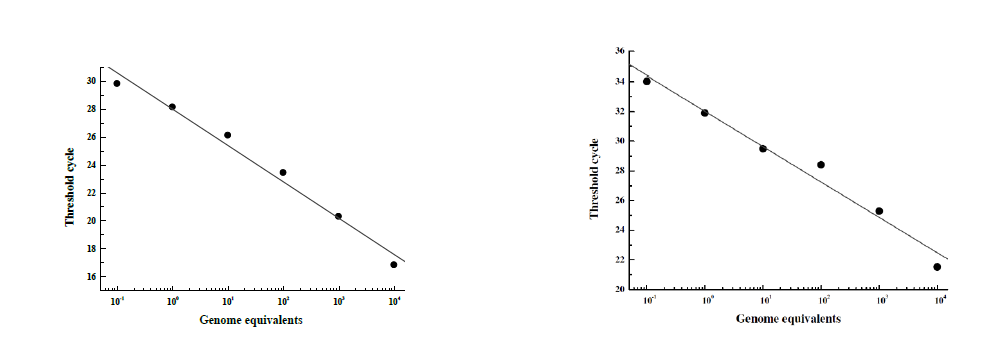 30
28
26
24
22
20
18
16
Threshold cycle
10⁻¹ 10⁰ 10¹ 10² 10³ 10⁴
Genome equivalents
36
34
32
30
28
26
24
22
20
Threshold cycle
10⁻¹ 10⁰ 10¹ 10² 10³ 10⁴
Genome equivalents